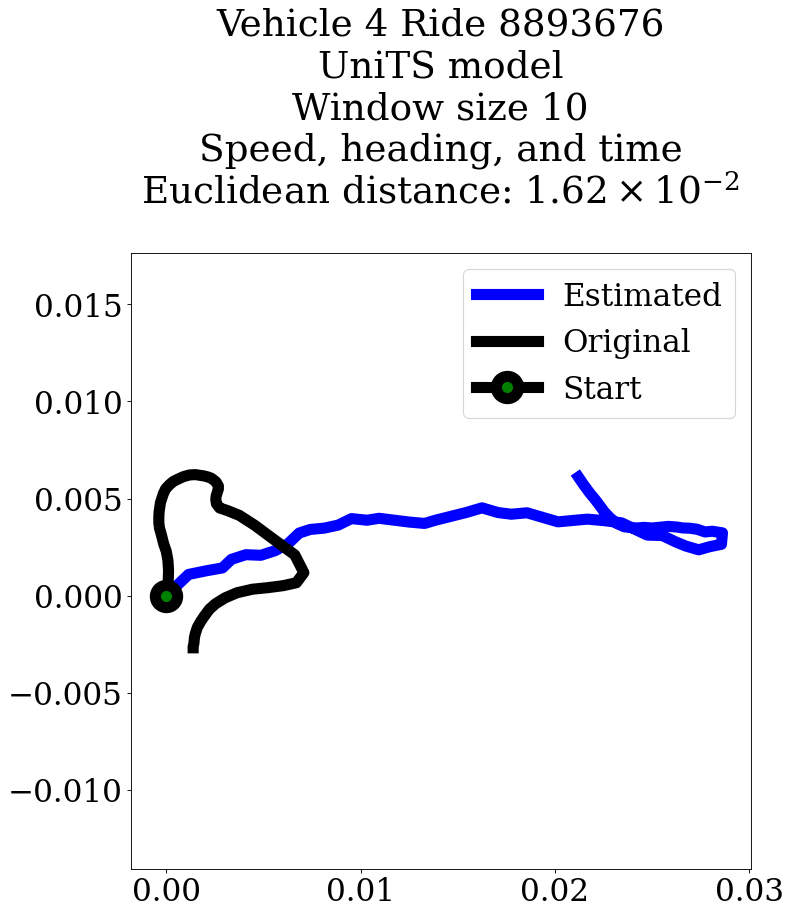 Vehicle 4 Ride 8893676
UniTS model
Window size 10
Speed, heading, and time
Euclidean distance: 1.62 × 10⁻²
Estimated
Original
Start
0.015
0.010
0.005
0.000
−0.005
−0.010
0.00 0.01 0.02 0.03